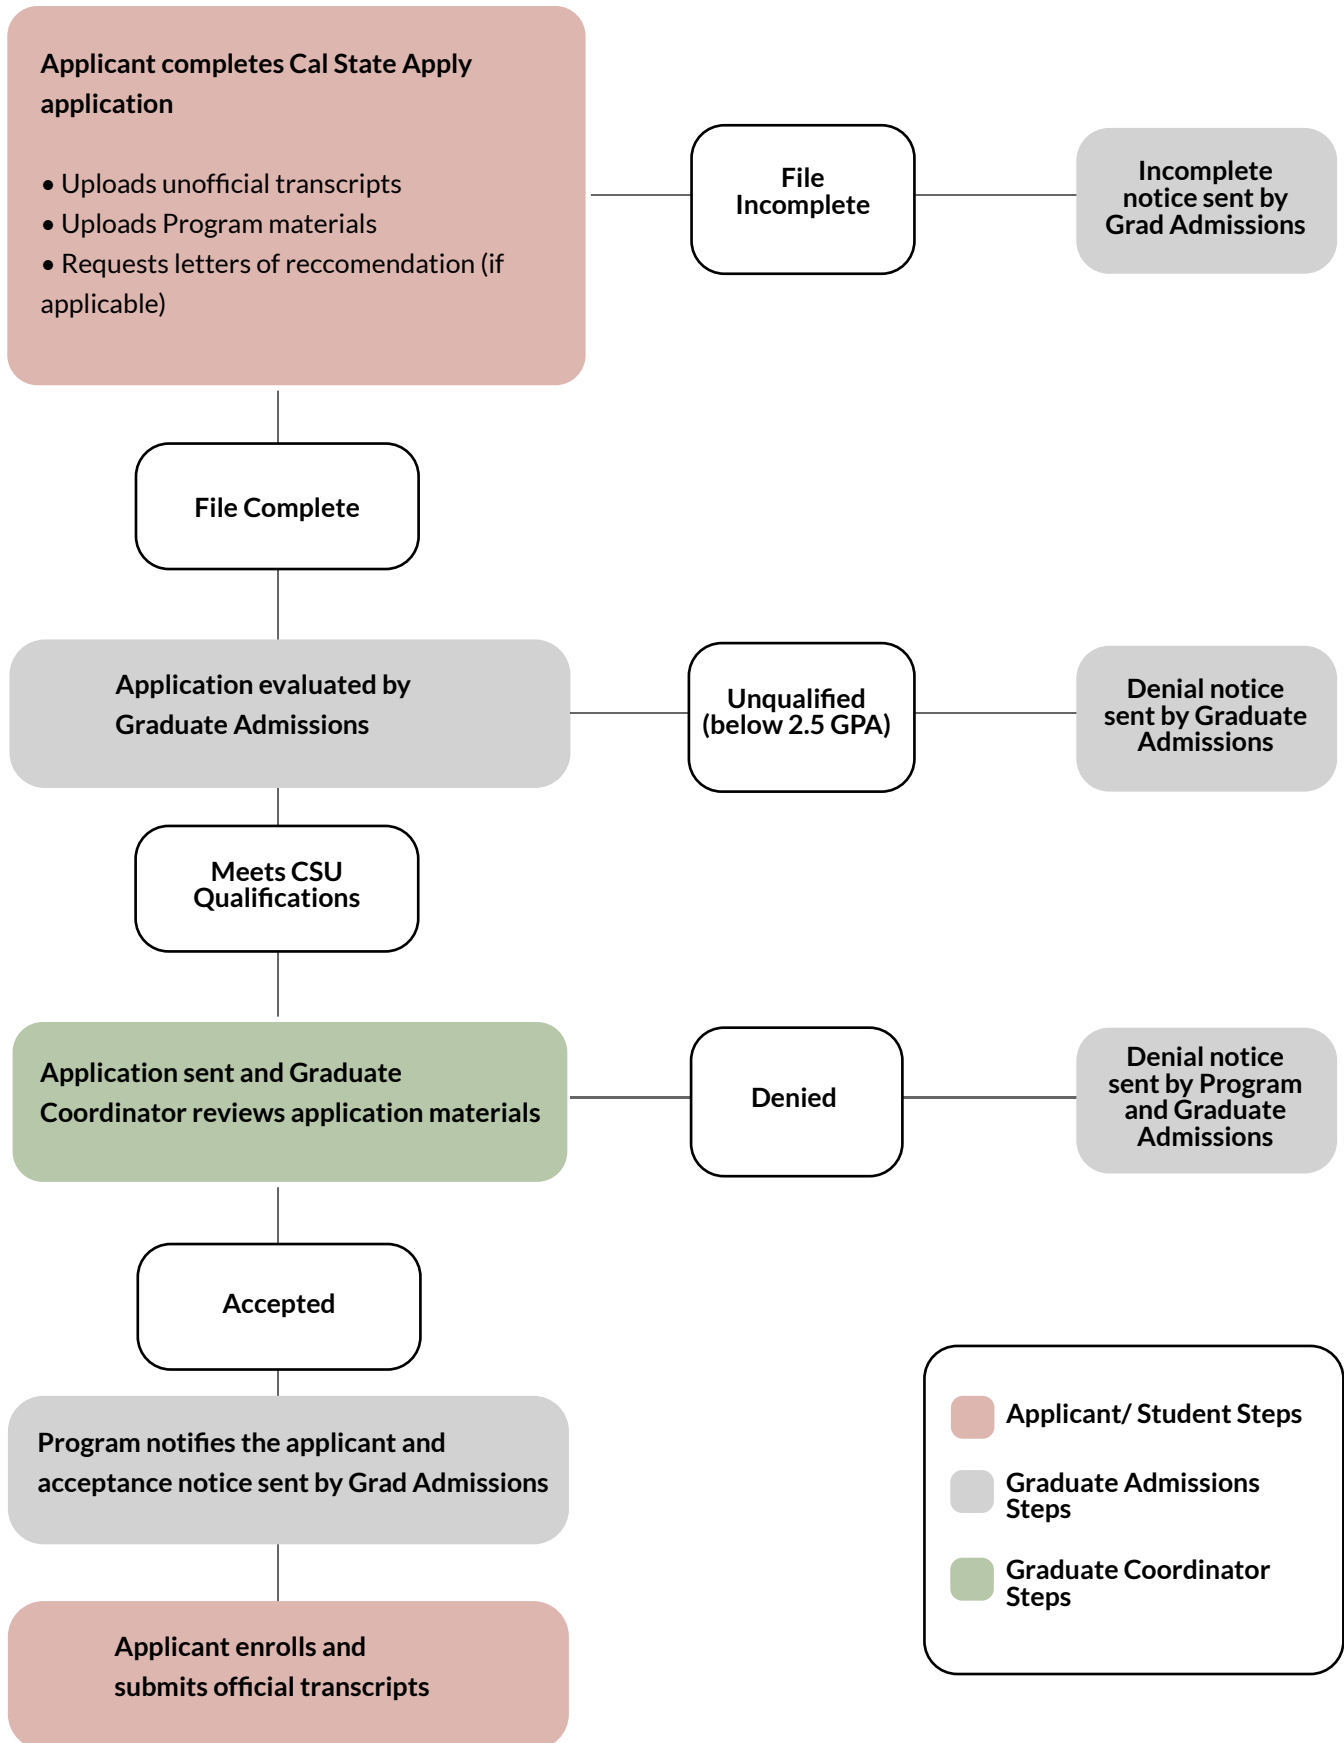 Applicant completes Cal State Apply
application
• Uploads unofficial transcripts
• Uploads Program materials
• Requests letters of reccomendation (if
applicable)
File
Incomplete
Incomplete
notice sent by
Grad Admissions
File Complete
Application evaluated by
Graduate Admissions
Unqualified
(below 2.5 GPA)
Denial notice
sent by Graduate
Admissions
Meets CSU
Qualifications
Application sent and Graduate
Coordinator reviews application materials
Denied
Denial notice
sent by Program
and Graduate
Admissions
Accepted
Program notifies the applicant and
acceptance notice sent by Grad Admissions
Applicant enrolls and
submits official transcripts
Applicant/ Student Steps
Graduate Admissions
Steps
Graduate Coordinator
Steps